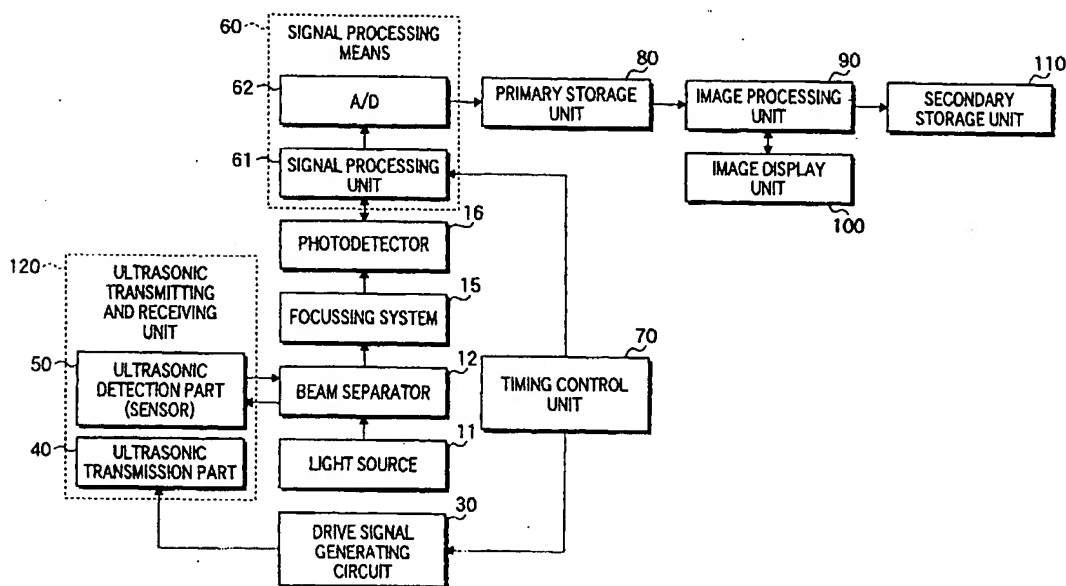 60
SIGNAL PROCESSING
MEANS
62
A/D
61
SIGNAL PROCESSING
UNIT
80
PRIMARY STORAGE
UNIT
90
IMAGE PROCESSING
UNIT
110
SECONDARY
STORAGE UNIT
IMAGE DISPLAY
UNIT
100
16
PHOTODETECTOR
120
ULTRASONIC
TRANSMITTING
AND RECEIVING
UNIT
15
FOCUSSING SYSTEM
50
ULTRASONIC
DETECTION PART
(SENSOR)
12
BEAM SEPARATOR
70
TIMING CONTROL
UNIT
40
ULTRASONIC
TRANSMISSION PART
11
LIGHT SOURCE
30
DRIVE SIGNAL
GENERATING
CIRCUIT